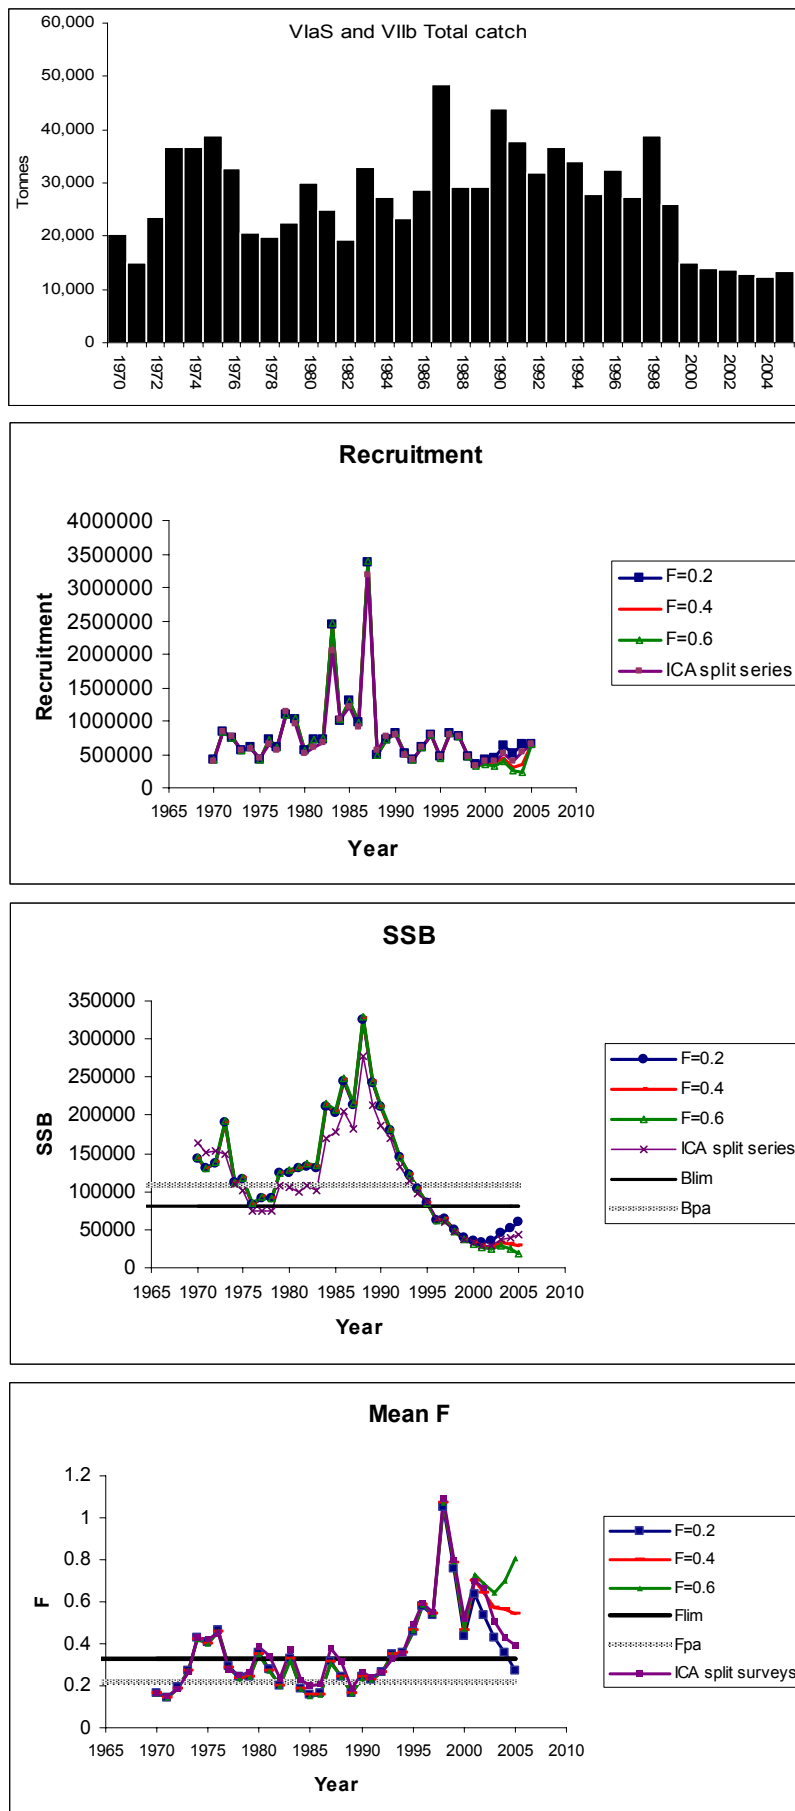 VIaS and VIIb Total catch
60,000
50,000
40,000
30,000
20,000
10,000
0
Tonnes
1970 1972 1974 1976 1978 1980 1982 1984 1986 1988 1990 1992 1994 1996 1998 2000 2002 2004
Recruitment
4000000
3500000
3000000
2500000
2000000
1500000
1000000
500000
0
Recruitment
1965 1970 1975 1980 1985 1990 1995 2000 2005 2010
Year
F=0.2
F=0.4
F=0.6
ICA split series
SSB
350000
300000
250000
200000
150000
100000
50000
0
SSB
1965 1970 1975 1980 1985 1990 1995 2000 2005 2010
Year
F=0.2
F=0.4
F=0.6
ICA split series
Blim
Bpa
Mean F
1.2
1
0.8
0.6
0.4
0.2
0
F
1965 1970 1975 1980 1985 1990 1995 2000 2005 2010
Year
F=0.2
F=0.4
F=0.6
Flim
Fpa
ICA split surveys